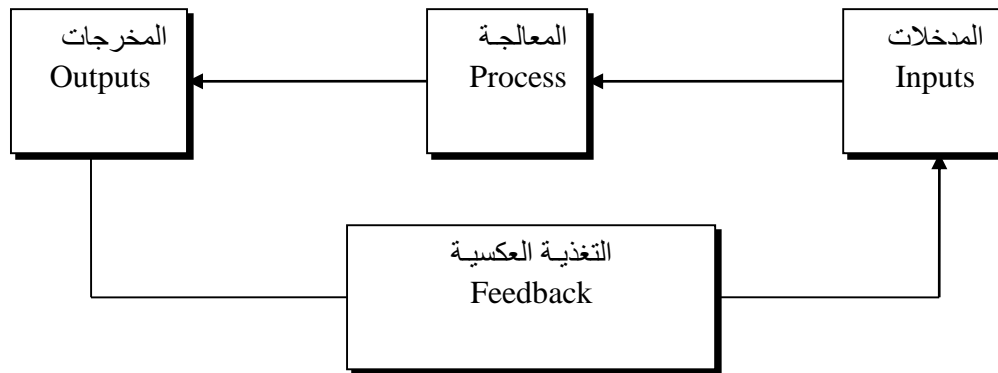 المدخلات
Inputs
المعالجـة
Process
المخرجات
Outputs
التغذيـة العكسيـة
Feedback